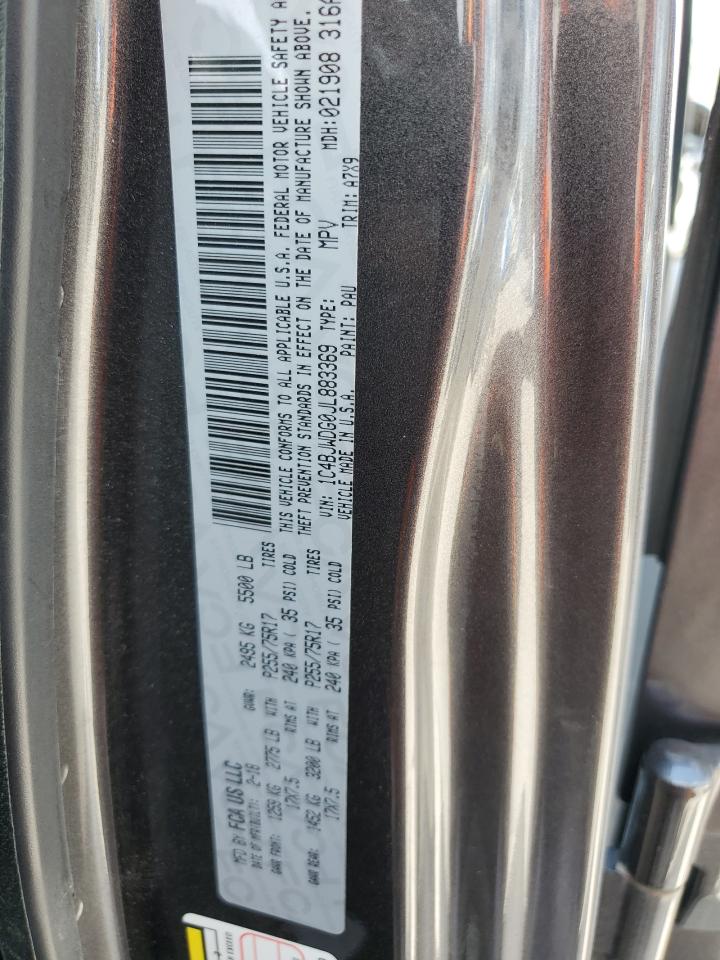 MFD BY FCA US LLC
DATE OF MFR(BUILT): 2-18 GVWR: 2495 KG 5500 LB
GAWR FRONT: 1259 KG 2775 LB WITH P255/75R17 TIRES
17X7.5 RIMS AT 240 KPA ( 35 PSI) COLD
GAWR REAR: 1452 KG 3200 LB WITH P255/75R17 TIRES
17X7.5 RIMS AT 240 KPA ( 35 PSI) COLD
THIS VEHICLE CONFORMS TO ALL APPLICABLE U.S.A. FEDERAL MOTOR VEHICLE SAFETY A
THEFT PREVENTION STANDARDS IN EFFECT ON THE DATE OF MANUFACTURE SHOWN ABOVE.
VIN: 1C4BJWDG0JL883369 TYPE: MPV MDH:021908 316A
VEHICLE MADE IN U.S.A. PAINT: PAU TRIM: A7X9